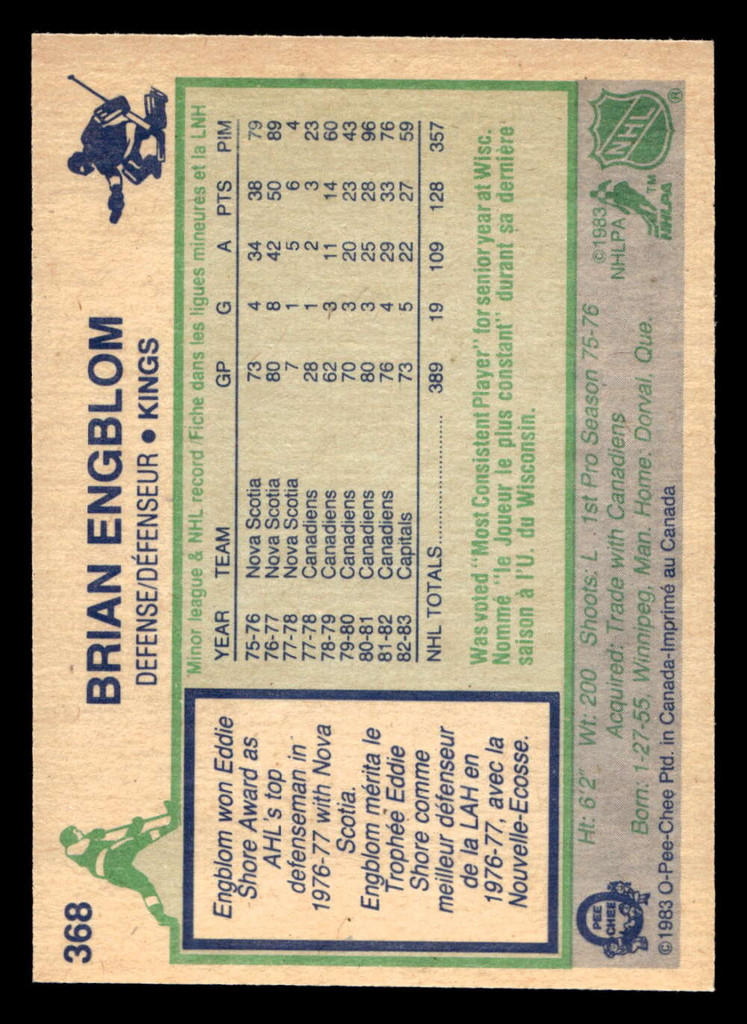 368
BRIAN ENGBLOM
DEFENSE/DÉFENSEUR • KINGS
Engblom won Eddie
Shore Award as
AHL's top
defenseman in
1976-77 with Nova
Scotia.
Engblom mérita le
Trophée Eddie
Shore comme
meilleur défenseur
de la LAH en
1976-77, avec la
Nouvelle-Ecosse.
Minor league & NHL record/Fiche dans les ligues mineures et la LNH
YEAR TEAM GP G A PTS PIM
75-76 Nova Scotia 73 4 34 38 79
76-77 Nova Scotia 80 8 42 50 89
77-78 Nova Scotia 7 1 5 6 4
77-78 Canadiens 28 1 2 3 23
78-79 Canadiens 62 3 11 14 60
79-80 Canadiens 70 3 20 23 43
80-81 Canadiens 80 3 25 28 96
81-82 Canadiens 76 4 29 33 76
82-83 Capitals 73 5 22 27 59
NHL TOTALS.................... 389 19 109 128 357
Was voted "Most Consistent Player" for senior year at Wisc.
Nommé "le Joueur le plus constant" durant sa dernière
saison à l'U. du Wisconsin.
Ht: 6'2" Wt: 200 Shoots: L 1st Pro Season 75-76
Acquired: Trade with Canadiens
Born: 1-27-55, Winnipeg, Man. Home: Dorval, Que.
©1983 O-Pee-Chee Ptd. in Canada-Imprimé au Canada
O PEE CHEE
©1983
NHLPA
NHLPA ™
NHL ®